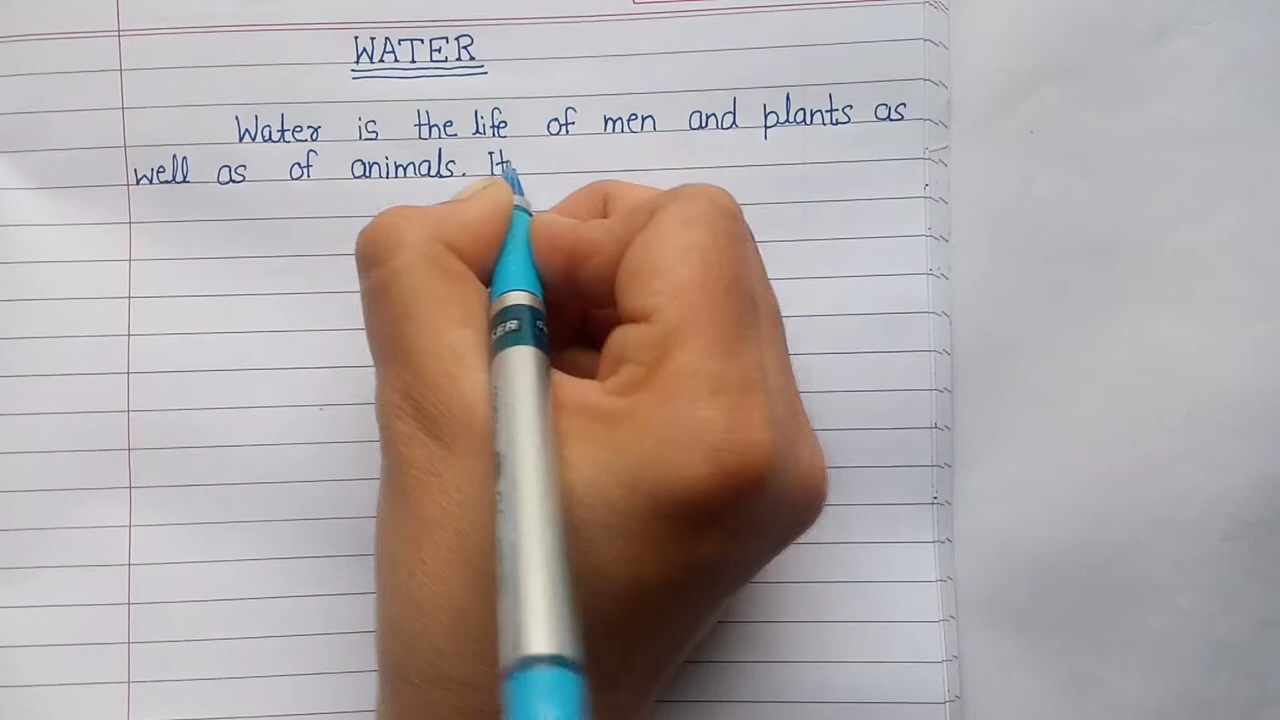 WATER
Water is the life of men and plants as
well as of animals. It